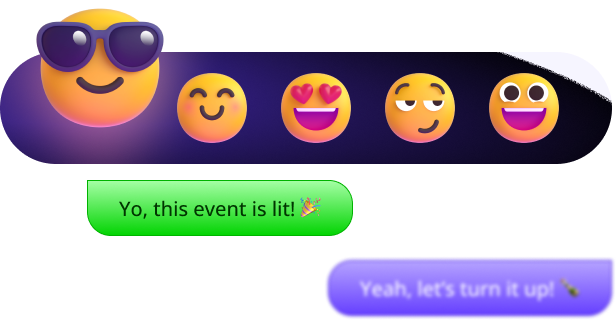 Yo, this event is lit! 🎉
Yeah, let's turn it up!